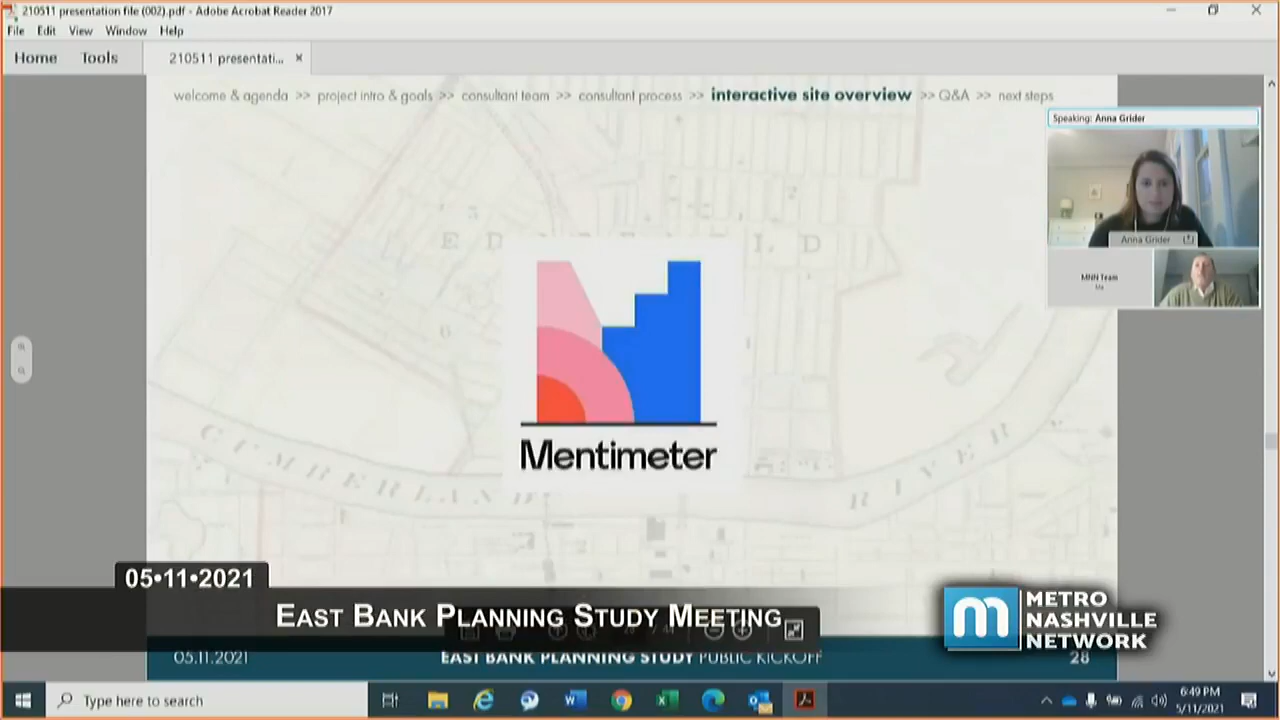 210511 presentation file (002).pdf - Adobe Acrobat Reader 2017
File Edit View Window Help
Home Tools 210511 presentati... ×
welcome & agenda >> project intro & goals >> consultant team >> consultant process >> interactive site overview >> Q&A >> next steps
Speaking: Anna Grider
Anna Grider
MNN Team
Mentimeter
CUMBERLAND RIVER
05•11•2021
EAST BANK PLANNING STUDY MEETING
METRO
NASHVILLE
NETWORK
05.11.2021 EAST BANK PLANNING STUDY PUBLIC KICKOFF 28
Type here to search
6:49 PM
5/11/2021